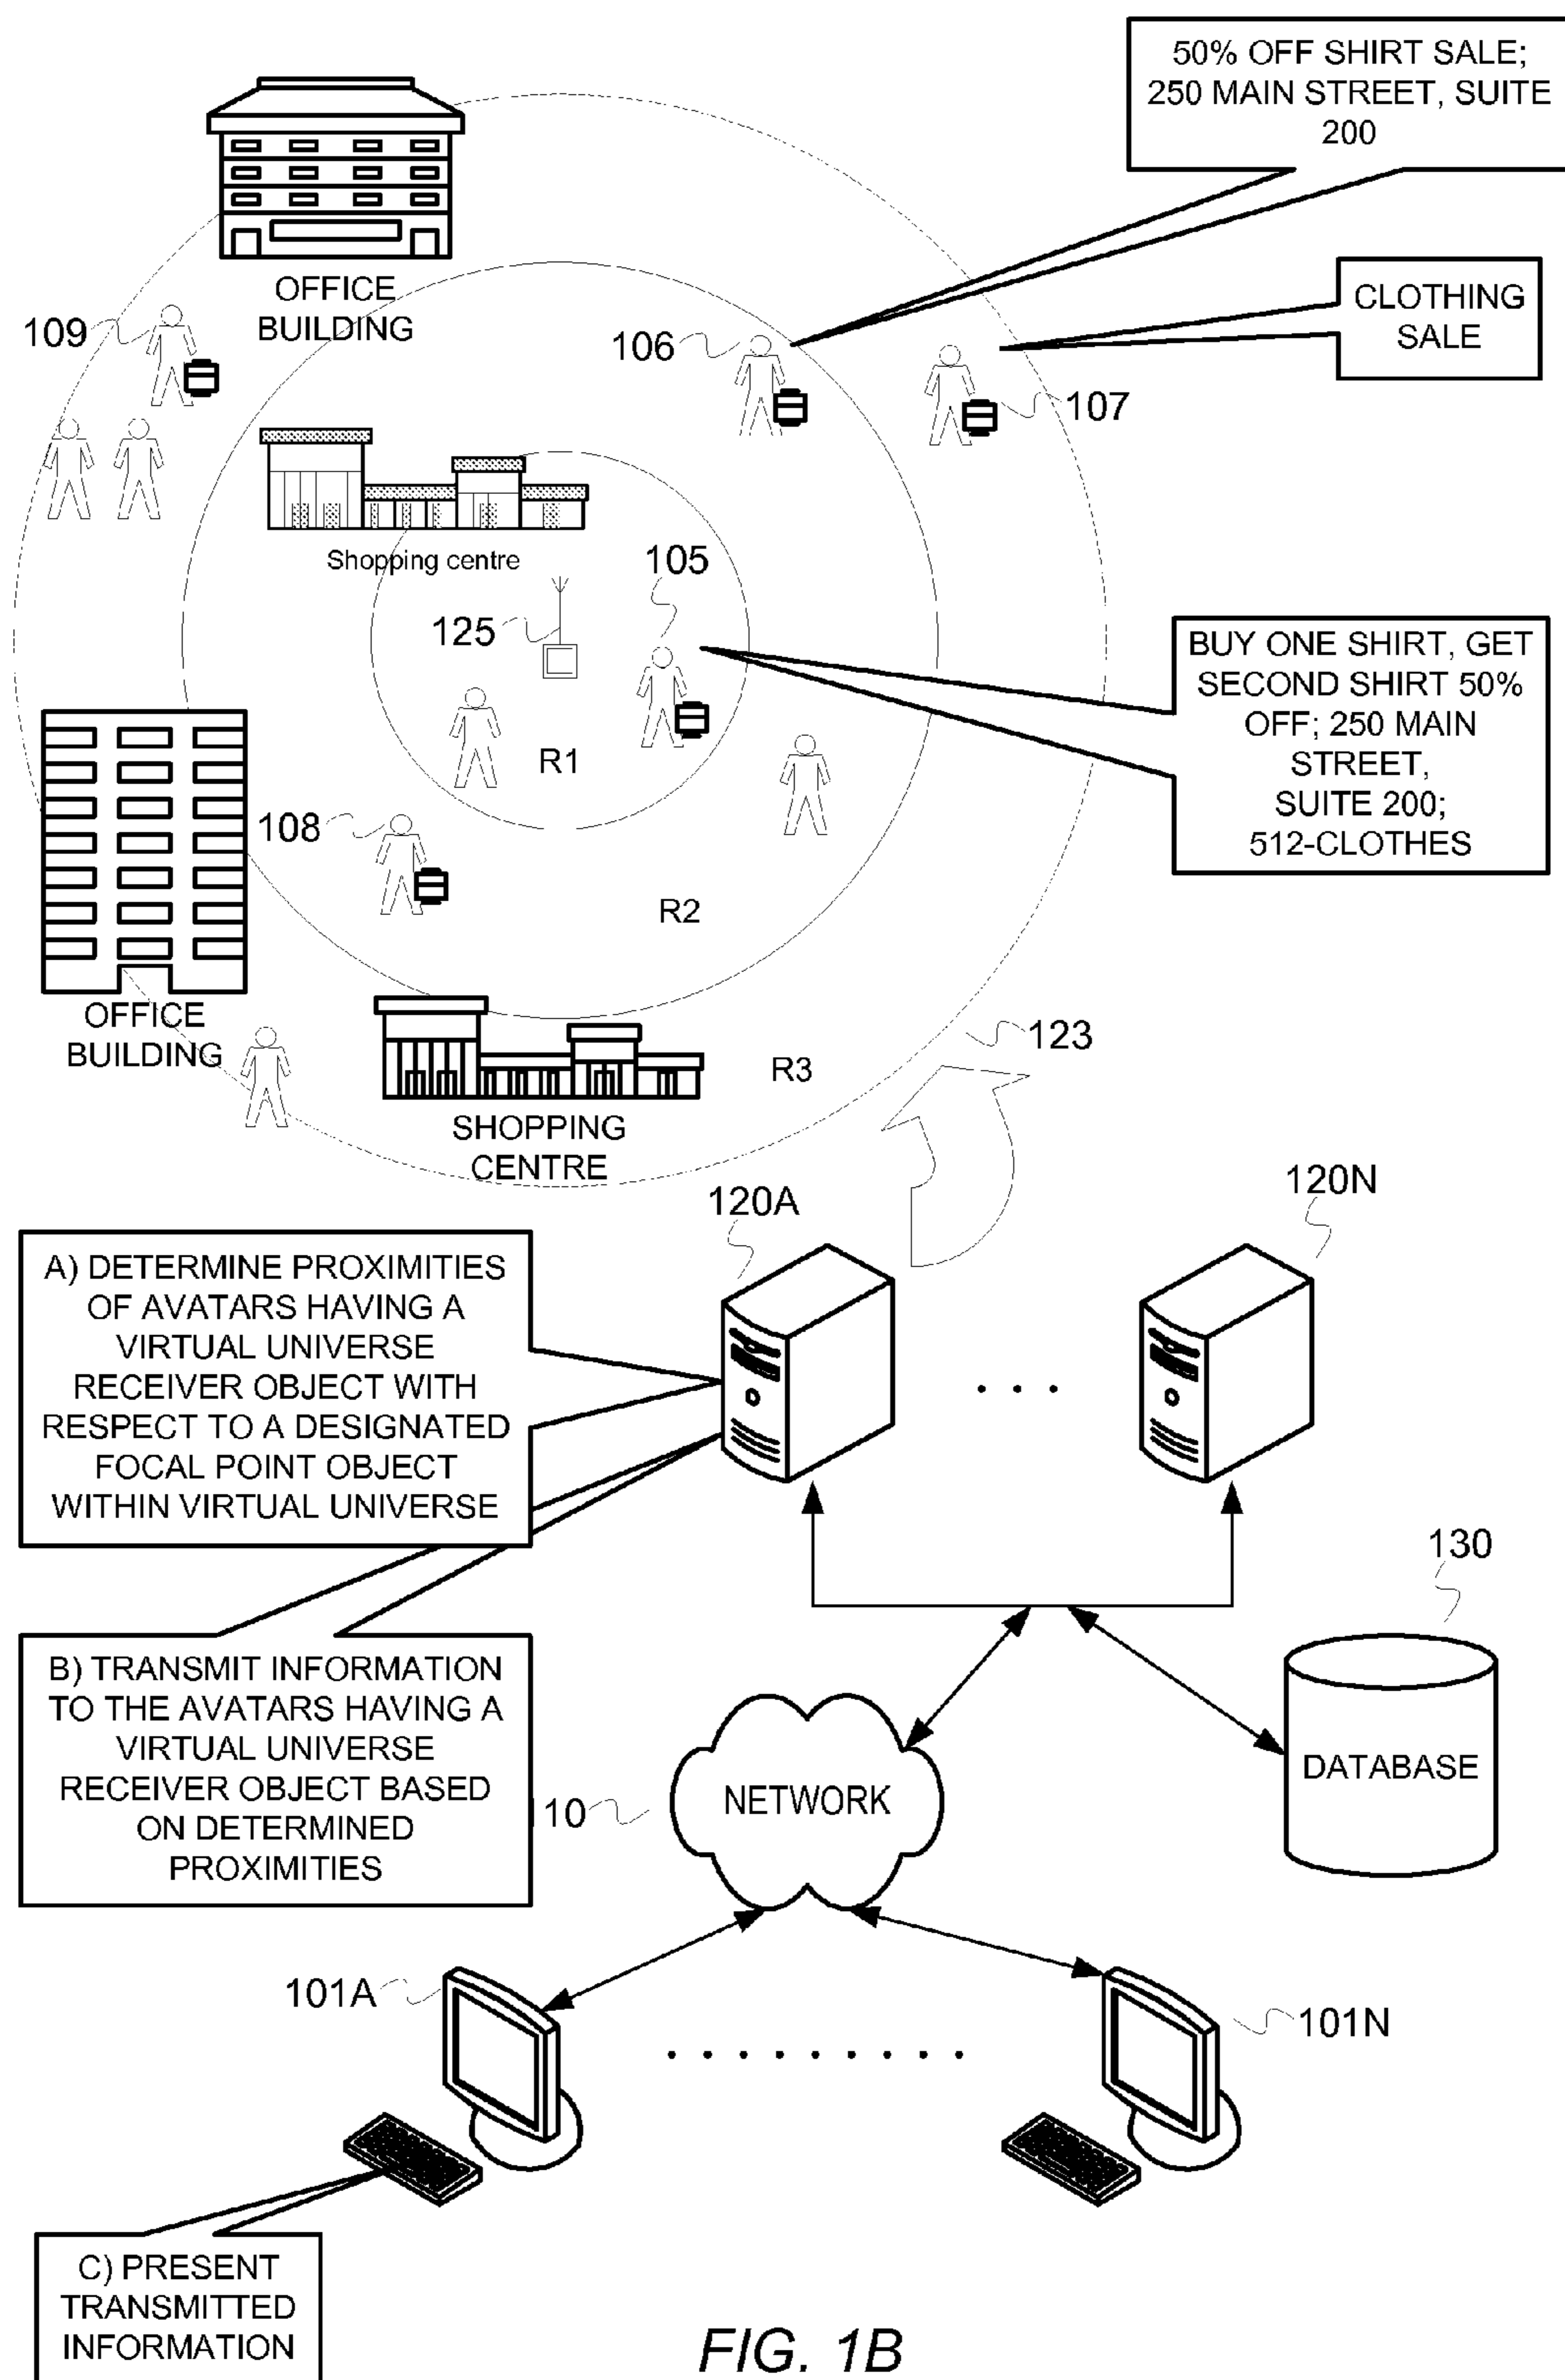 50% OFF SHIRT SALE;
250 MAIN STREET, SUITE
200
OFFICE
BUILDING
CLOTHING
SALE
109
106
107
Shopping centre
105
125
BUY ONE SHIRT, GET
SECOND SHIRT 50%
OFF; 250 MAIN
STREET,
SUITE 200;
512-CLOTHES
R1
108
R2
OFFICE
BUILDING
123
R3
SHOPPING
CENTRE
120A
120N
A) DETERMINE PROXIMITIES
OF AVATARS HAVING A
VIRTUAL UNIVERSE
RECEIVER OBJECT WITH
RESPECT TO A DESIGNATED
FOCAL POINT OBJECT
WITHIN VIRTUAL UNIVERSE
130
B) TRANSMIT INFORMATION
TO THE AVATARS HAVING A
VIRTUAL UNIVERSE
RECEIVER OBJECT BASED
ON DETERMINED
PROXIMITIES
10
NETWORK
DATABASE
101A
101N
C) PRESENT
TRANSMITTED
INFORMATION
FIG. 1B